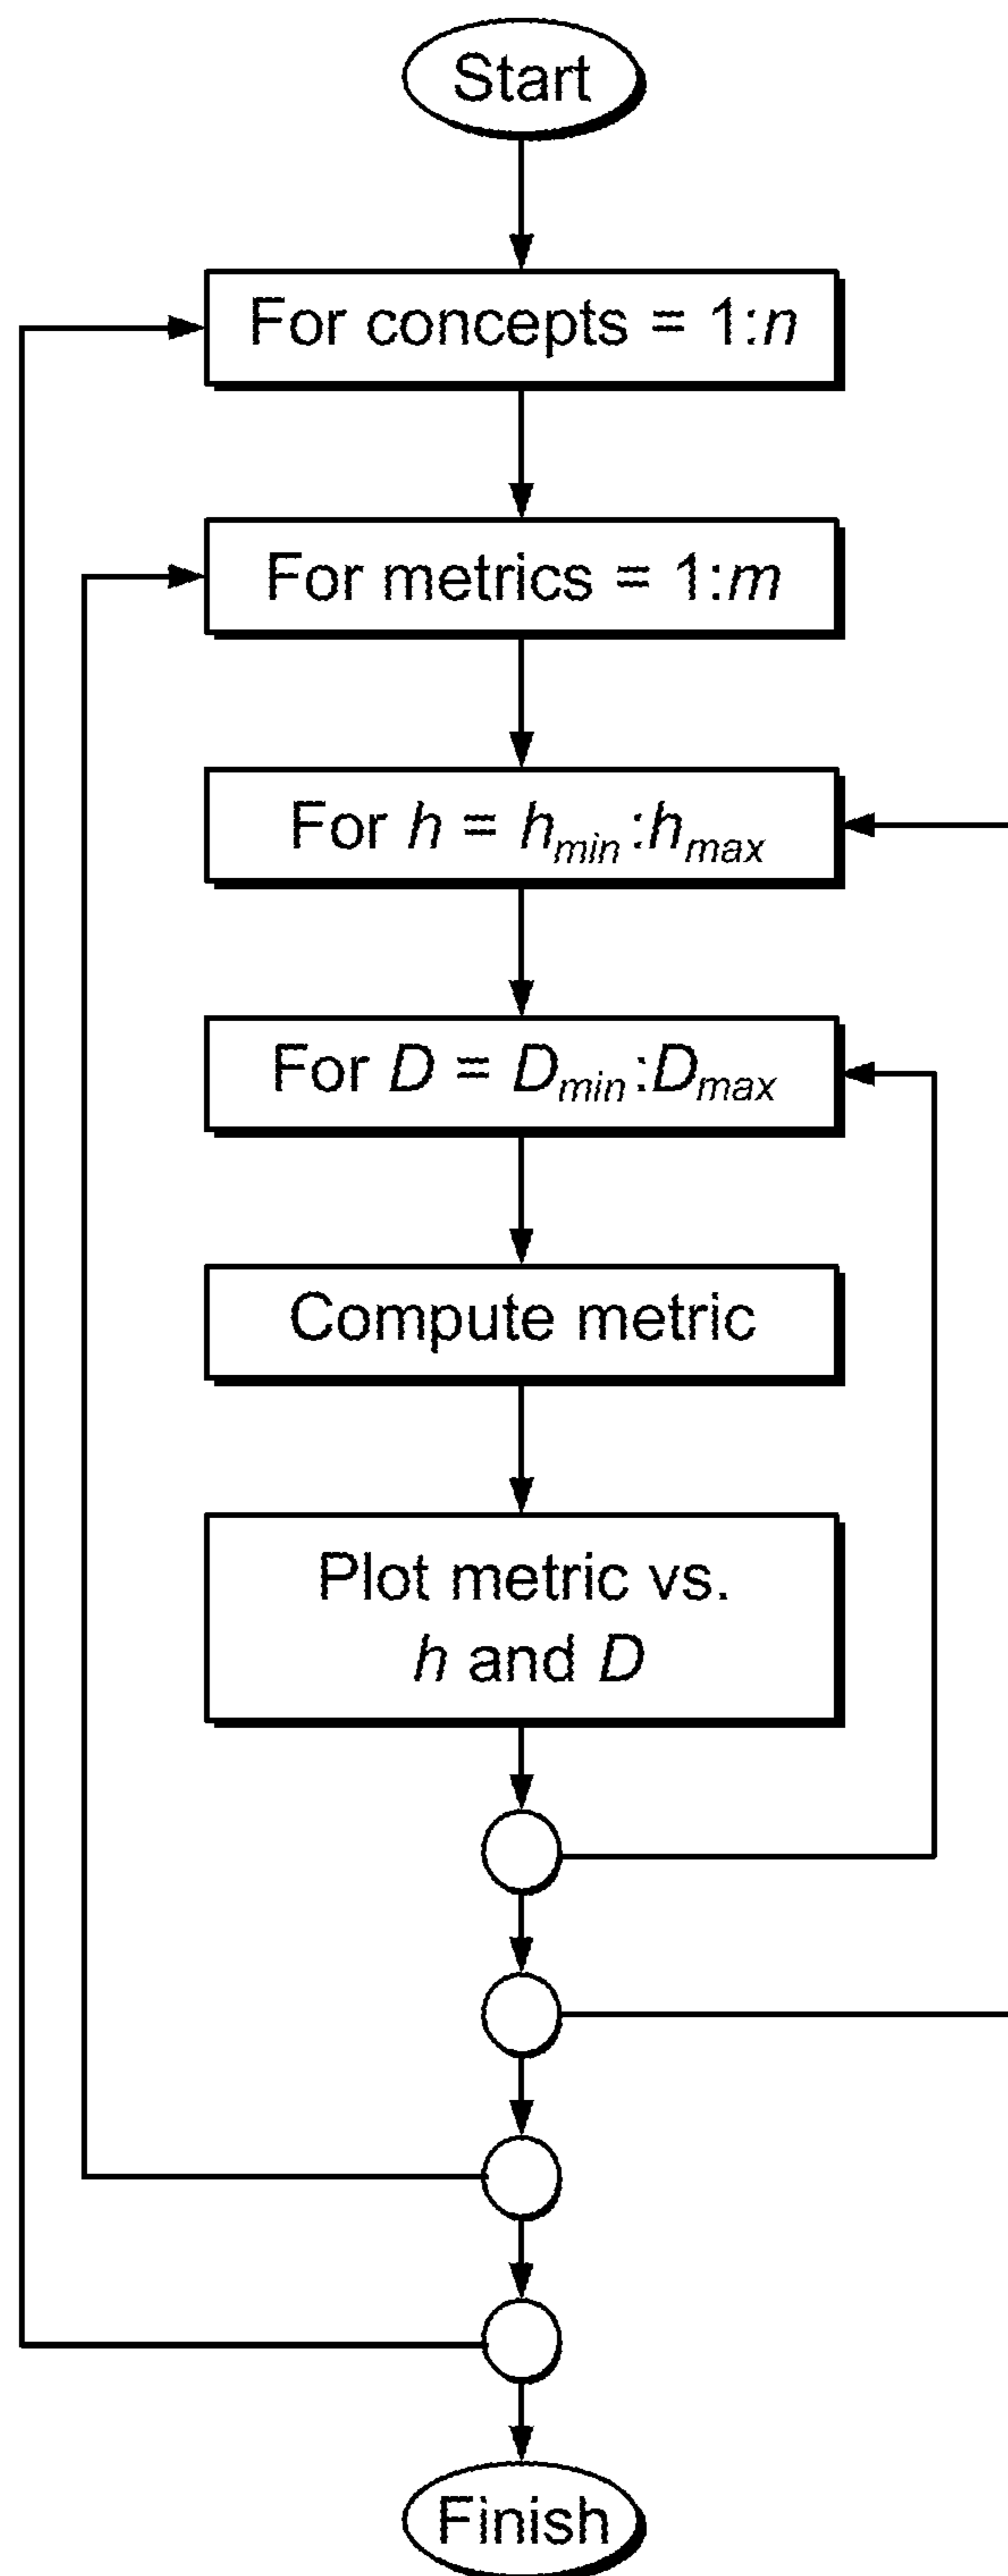 Start
For concepts = 1:n
For metrics = 1:m
For h = hmin:hmax
For D = Dmin:Dmax
Compute metric
Plot metric vs.
h and D
Finish